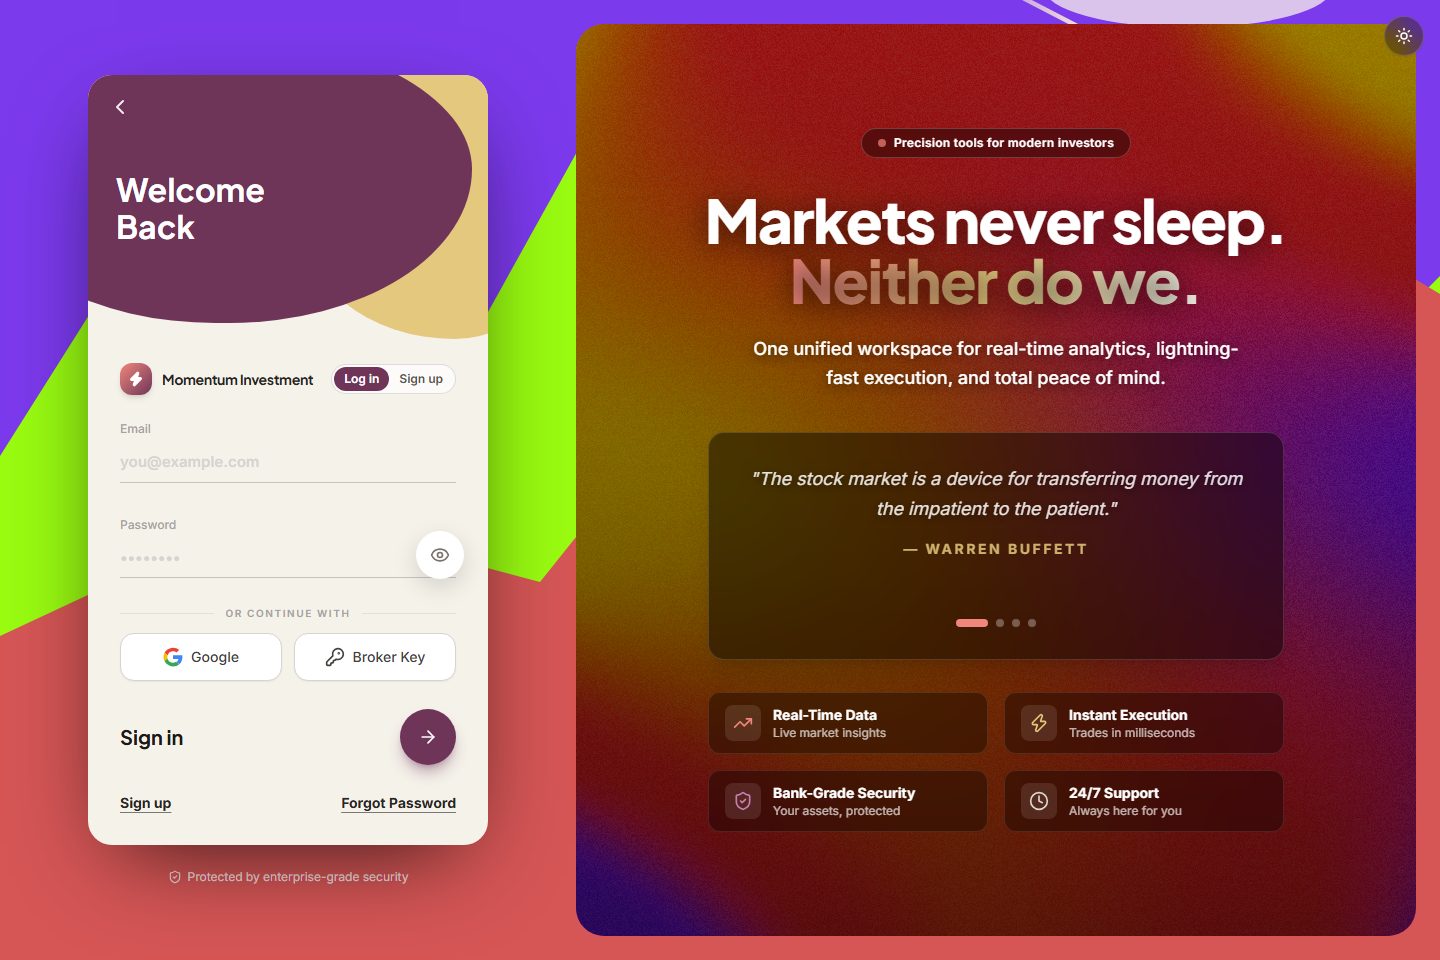 Welcome
Back
Momentum Investment
Log in
Sign up
Email
you@example.com
Password
OR CONTINUE WITH
Google
Broker Key
Sign in
Sign up
Forgot Password
Protected by enterprise-grade security
Precision tools for modern investors
Markets never sleep.
Neither do we.
One unified workspace for real-time analytics, lightning-
fast execution, and total peace of mind.
"The stock market is a device for transferring money from
the impatient to the patient."
— WARREN BUFFETT
Real-Time Data
Live market insights
Instant Execution
Trades in milliseconds
Bank-Grade Security
Your assets, protected
24/7 Support
Always here for you